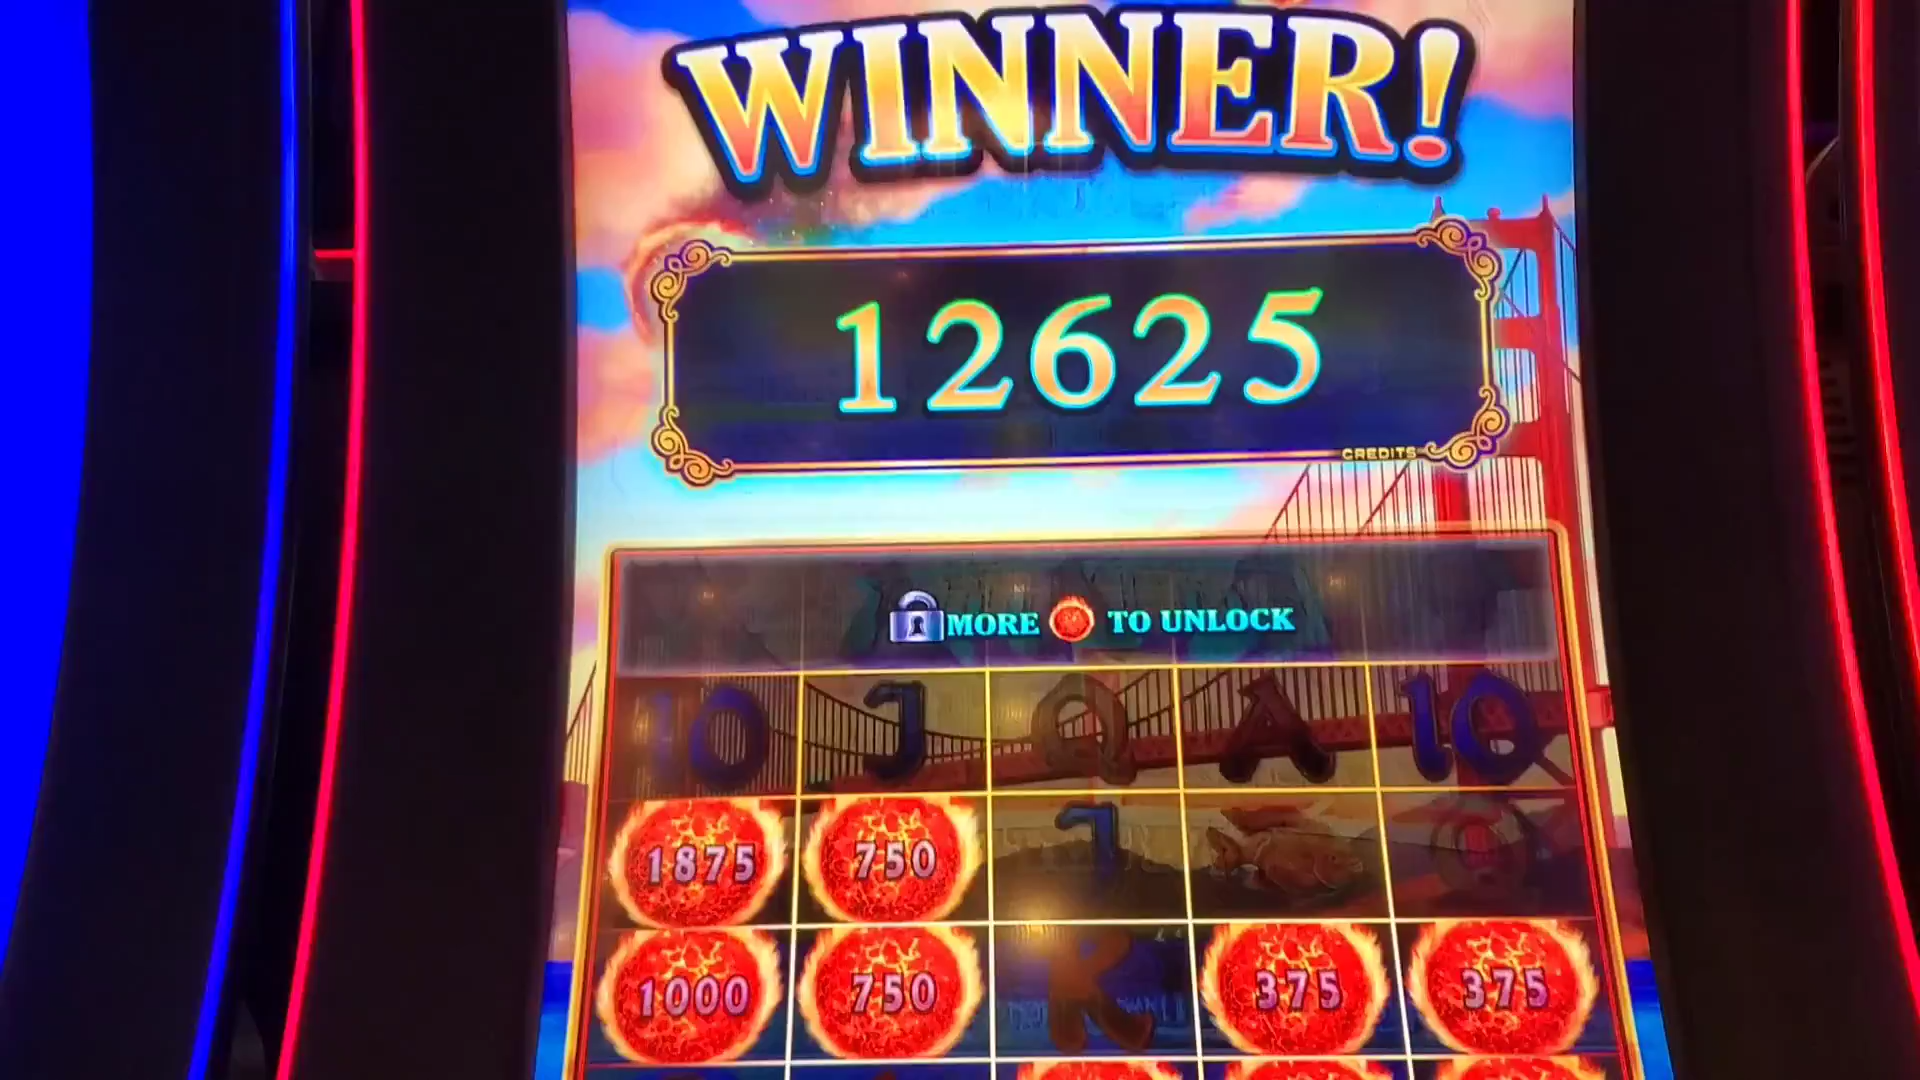 WINNER!
12625
CREDITS
MORE TO UNLOCK
10 J Q A 10
1875 750 J Q
1000 750 K 375 375